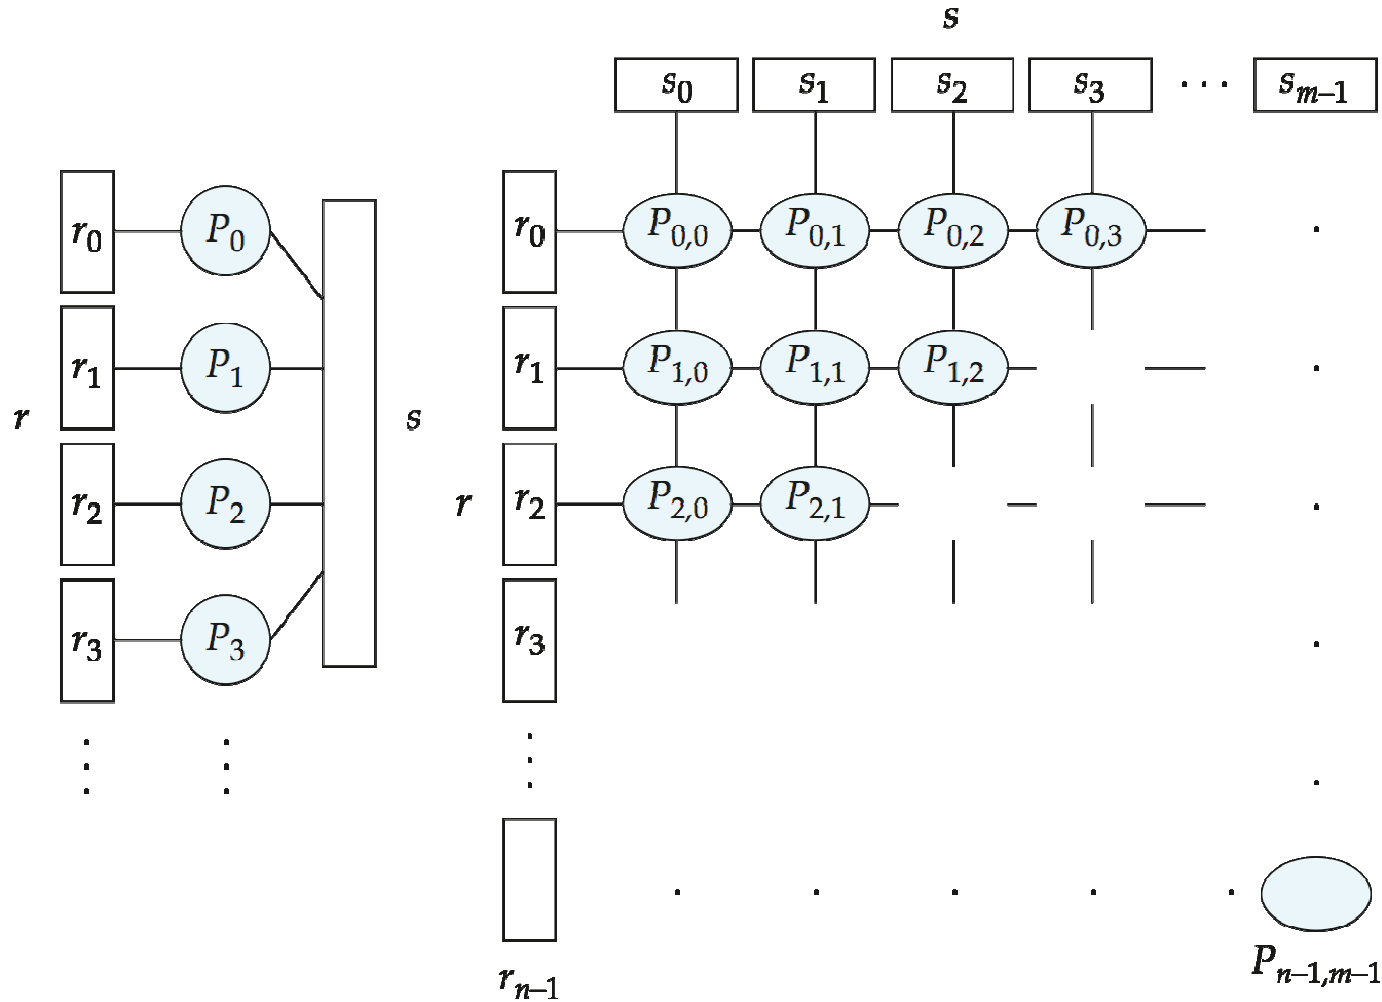 s
s0 s1 s2 s3 ... sm–1
r0 P0 r0 P0,0 P0,1 P0,2 P0,3
r1 P1 r1 P1,0 P1,1 P1,2
r s r
r2 P2 r2 P2,0 P2,1
r3 P3 r3
rn–1
Pn–1,m–1